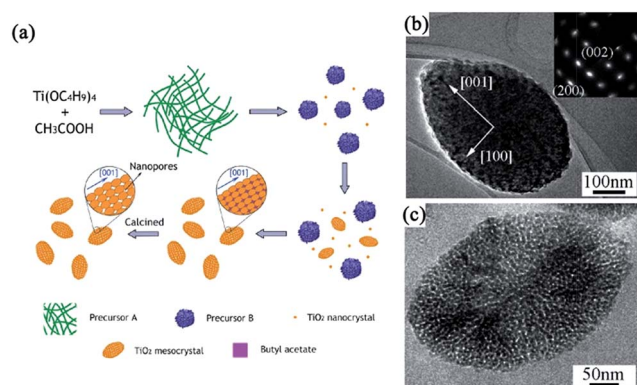 (a)
Ti(OC4H9)4
+
CH3COOH
[001]
Nanopores
[001]
Calcined
Precursor A
Precursor B
TiO2 nanocrystal
TiO2 mesocrystal
Butyl acetate
(b)
(002)
(200)
[001]
[100]
100nm
(c)
50nm